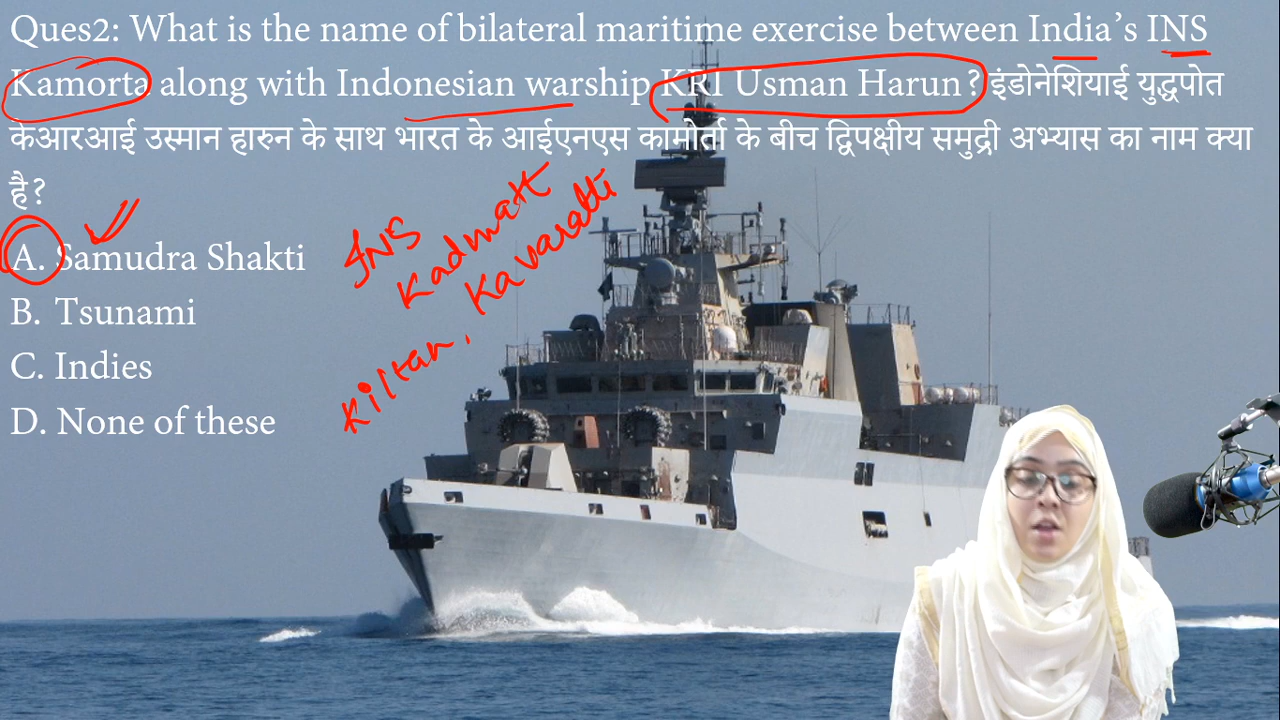 Ques2: What is the name of bilateral maritime exercise between India’s INS
Kamorta along with Indonesian warship KRI Usman Harun? इंडोनेशियाई युद्धपोत
केआरआई उस्मान हारुन के साथ भारत के आईएनएस कामोर्ता के बीच द्विपक्षीय समुद्री अभ्यास का नाम क्या
है?
A. Samudra Shakti
B. Tsunami
C. Indies
D. None of these
INS
Kadmatt
Kiltan, Kavaratti